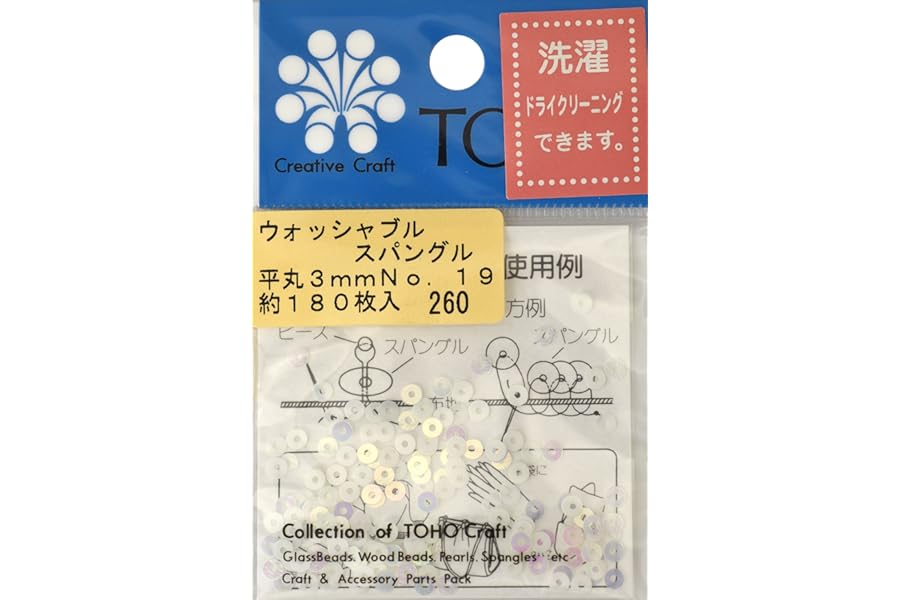 Creative Craft
TO
洗濯
ドライクリーニング
できます。
ウォッシャブル
スパングル
平丸3mmNo. 19
約180枚入 260
使用例
方例
ビーズ
スパングル
スパングル
布地
Collection of TOHO Craft
GlassBeads. Wood Beads. Pearls. Spangles etc
Craft & Accessory Parts Pack